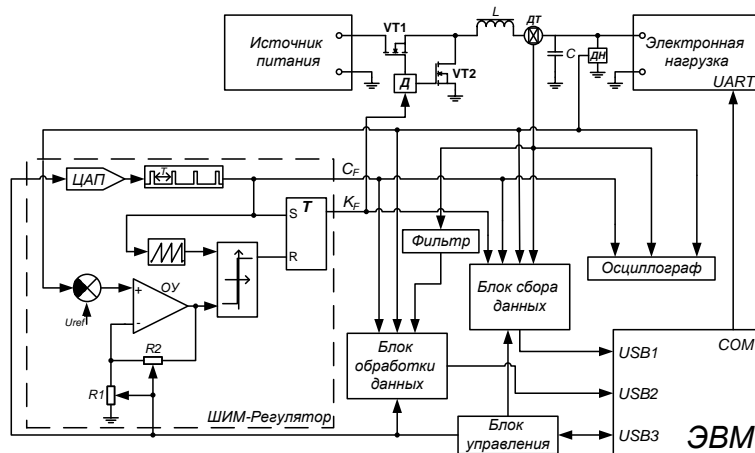 Источник
питания
VT1
L
ДТ
C
ДН
Электронная
нагрузка
UART
VT2
Д
ЦАП
T
C_F
K_F
S
T
R
Фильтр
Осциллограф
Блок сбора
данных
ОУ
+
-
Uref
R2
R1
ШИМ-Регулятор
Блок
обработки
данных
Блок
управления
COM
USB1
USB2
USB3
ЭВМ